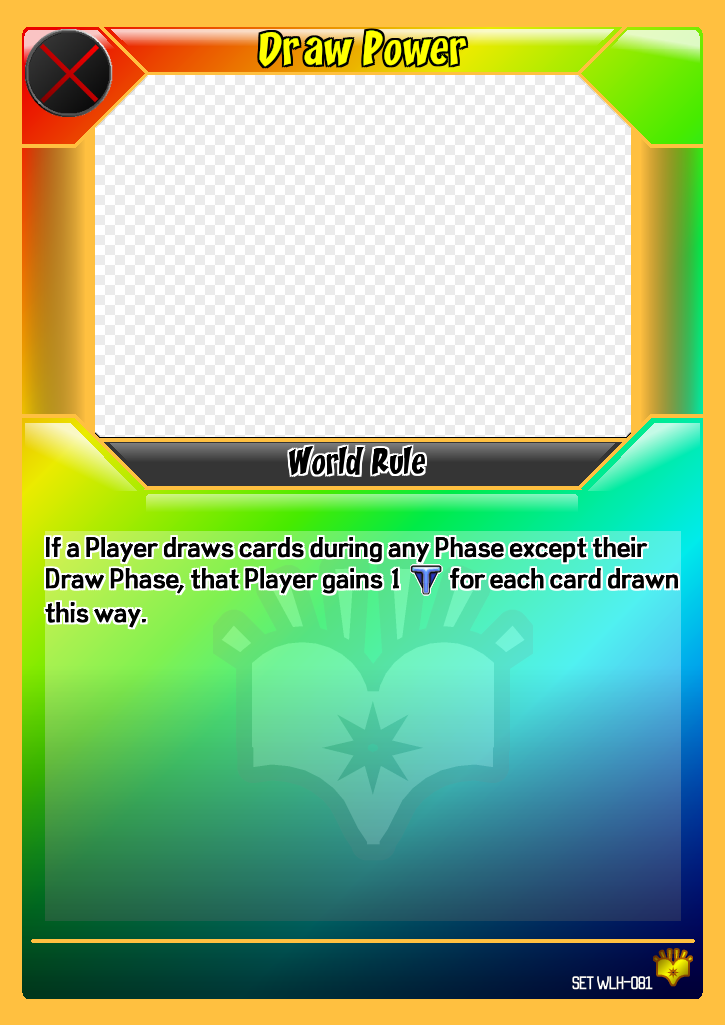 Draw Power
World Rule
If a Player draws cards during any Phase except their
Draw Phase, that Player gains 1 T for each card drawn
this way.
SET WLH-081